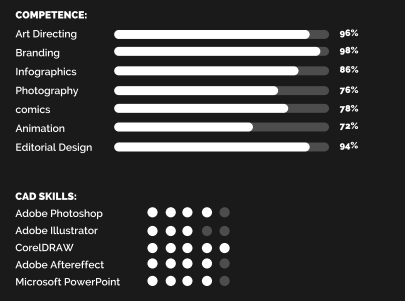 COMPETENCE:
Art Directing 96%
Branding 98%
Infographics 86%
Photography 76%
comics 78%
Animation 72%
Editorial Design 94%
CAD SKILLS:
Adobe Photoshop
Adobe Illustrator
CorelDRAW
Adobe Aftereffect
Microsoft PowerPoint